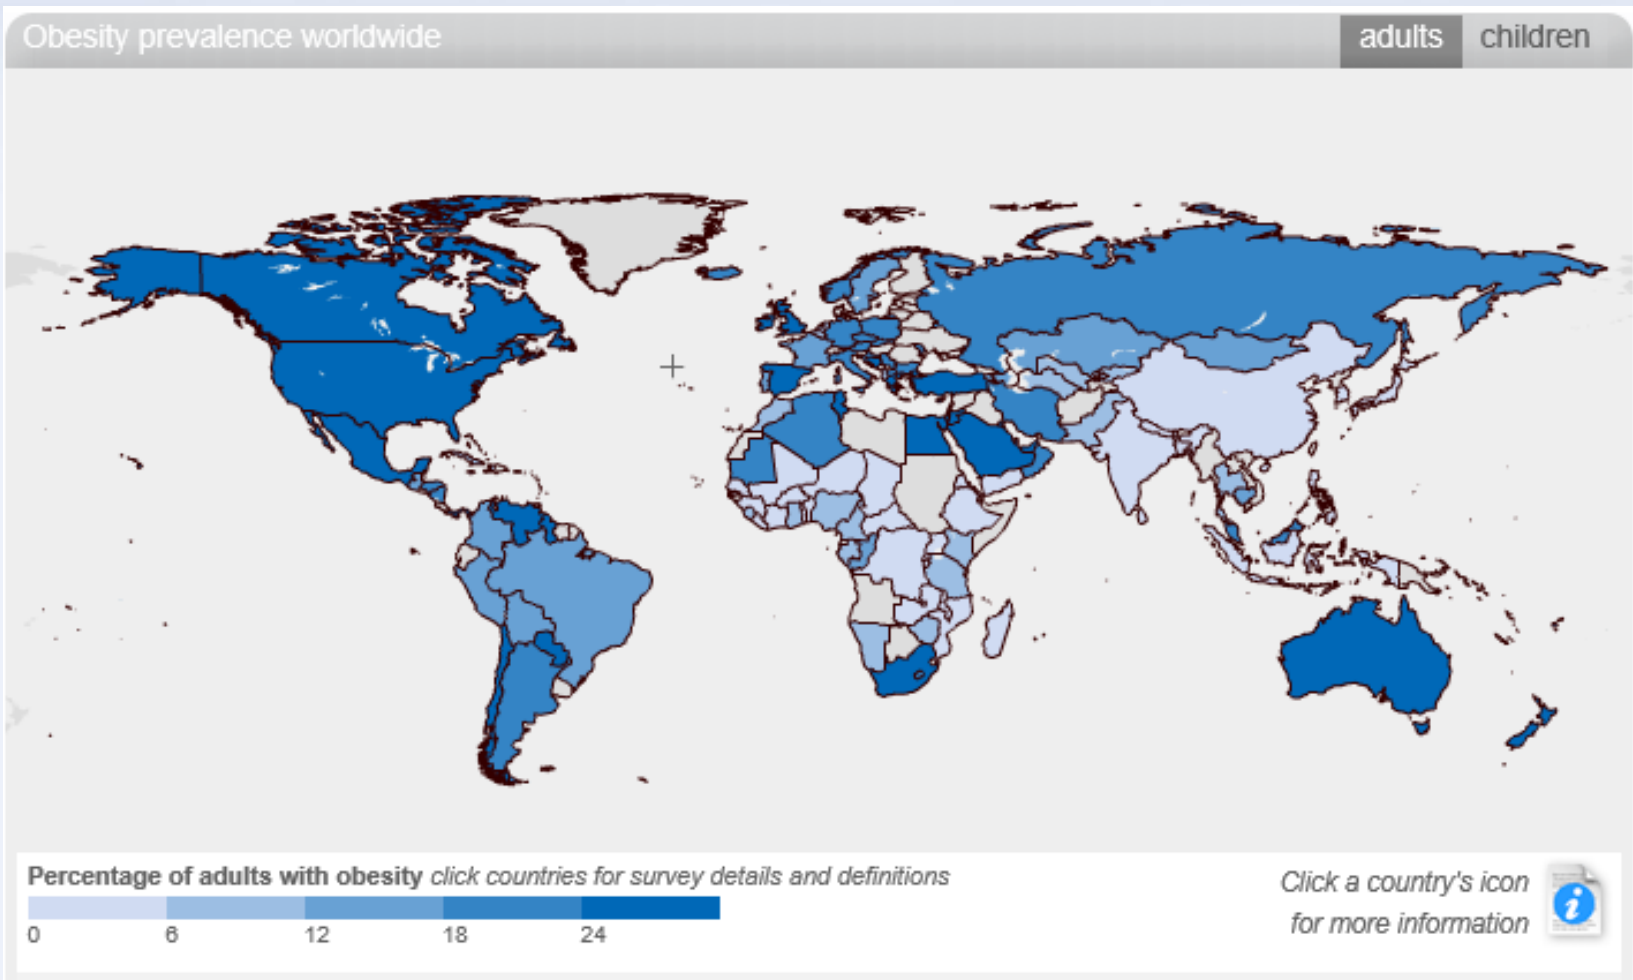 Obesity prevalence worldwide
adults children
Percentage of adults with obesity click countries for survey details and definitions
0 6 12 18 24
Click a country's icon
for more information